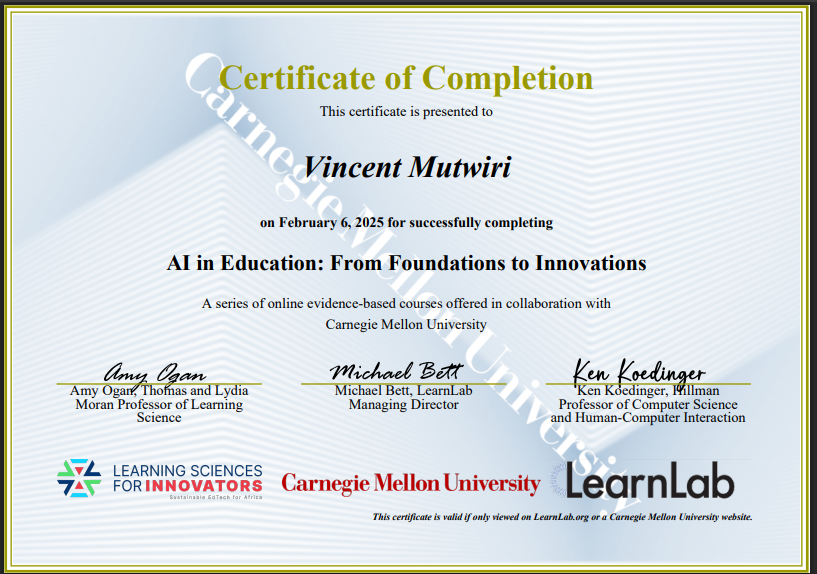 Certificate of Completion
This certificate is presented to
Vincent Mutwiri
on February 6, 2025 for successfully completing
AI in Education: From Foundations to Innovations
A series of online evidence-based courses offered in collaboration with
Carnegie Mellon University
Carnegie Mellon University
Amy Ogan
Amy Ogan, Thomas and Lydia
Moran Professor of Learning
Science
Michael Bett
Michael Bett, LearnLab
Managing Director
Ken Koedinger
Ken Koedinger, Hillman
Professor of Computer Science
and Human-Computer Interaction
LEARNING SCIENCES
FOR INNOVATORS
Sustainable EdTech for Africa
Carnegie Mellon University
LearnLab
This certificate is valid if only viewed on LearnLab.org or a Carnegie Mellon University website.